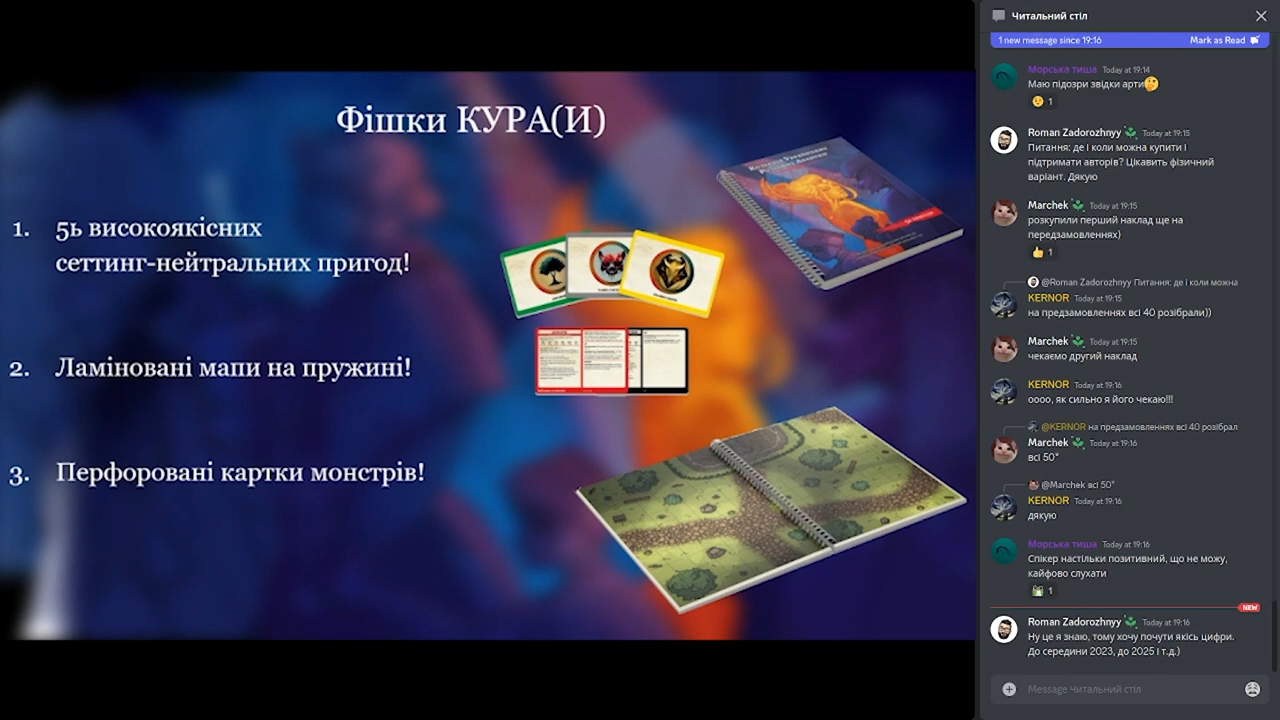 Фішки КУРА(И)
1. 5ь високоякісних
сеттинг-нейтральних пригод!
2. Ламіновані мапи на пружині!
3. Перфоровані картки монстрів!
Читальний стіл
1 new message since 19:16
Mark as Read
Морська тиша Today at 19:14
Маю підозри звідки арти🤔
1
Roman Zadorozhnyy Today at 19:15
Питання: де і коли можна купити і
підтримати авторів? Цікавить фізичний
варіант. Дякую
Marchek Today at 19:15
розкупили перший наклад ще на
передзамовленнях)
👍 1
@Roman Zadorozhnyy Питання: де і коли можна
KERNOR Today at 19:15
на предзамовленнях всі 40 розібрали))
Marchek Today at 19:15
чекаємо другий наклад
KERNOR Today at 19:16
оооо, як сильно я його чекаю!!!
@KERNOR на предзамовленнях всі 40 розібрал
Marchek Today at 19:16
всі 50*
@Marchek всі 50*
KERNOR Today at 19:16
дякую
Морська тиша Today at 19:16
Спікер настільки позитивний, що не можу,
кайфово слухати
1
NEW
Roman Zadorozhnyy Today at 19:16
Ну це я знаю, тому хочу почути якісь цифри.
До середини 2023, до 2025 і т.д.)
Message Читальний стіл